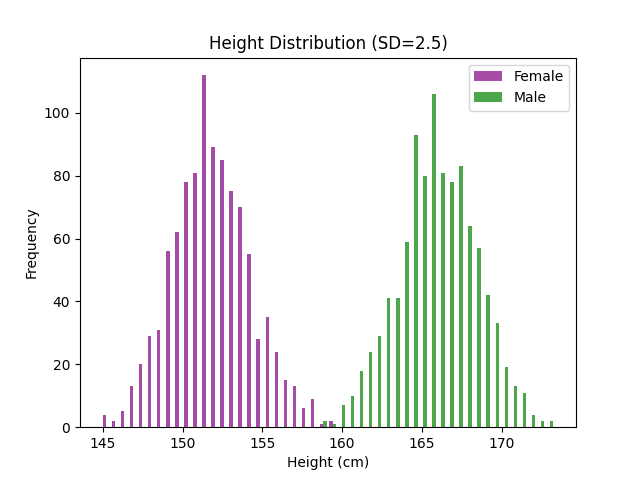 Height Distribution (SD=2.5)
Female
Male
Frequency
100
80
60
40
20
0
145 150 155 160 165 170
Height (cm)